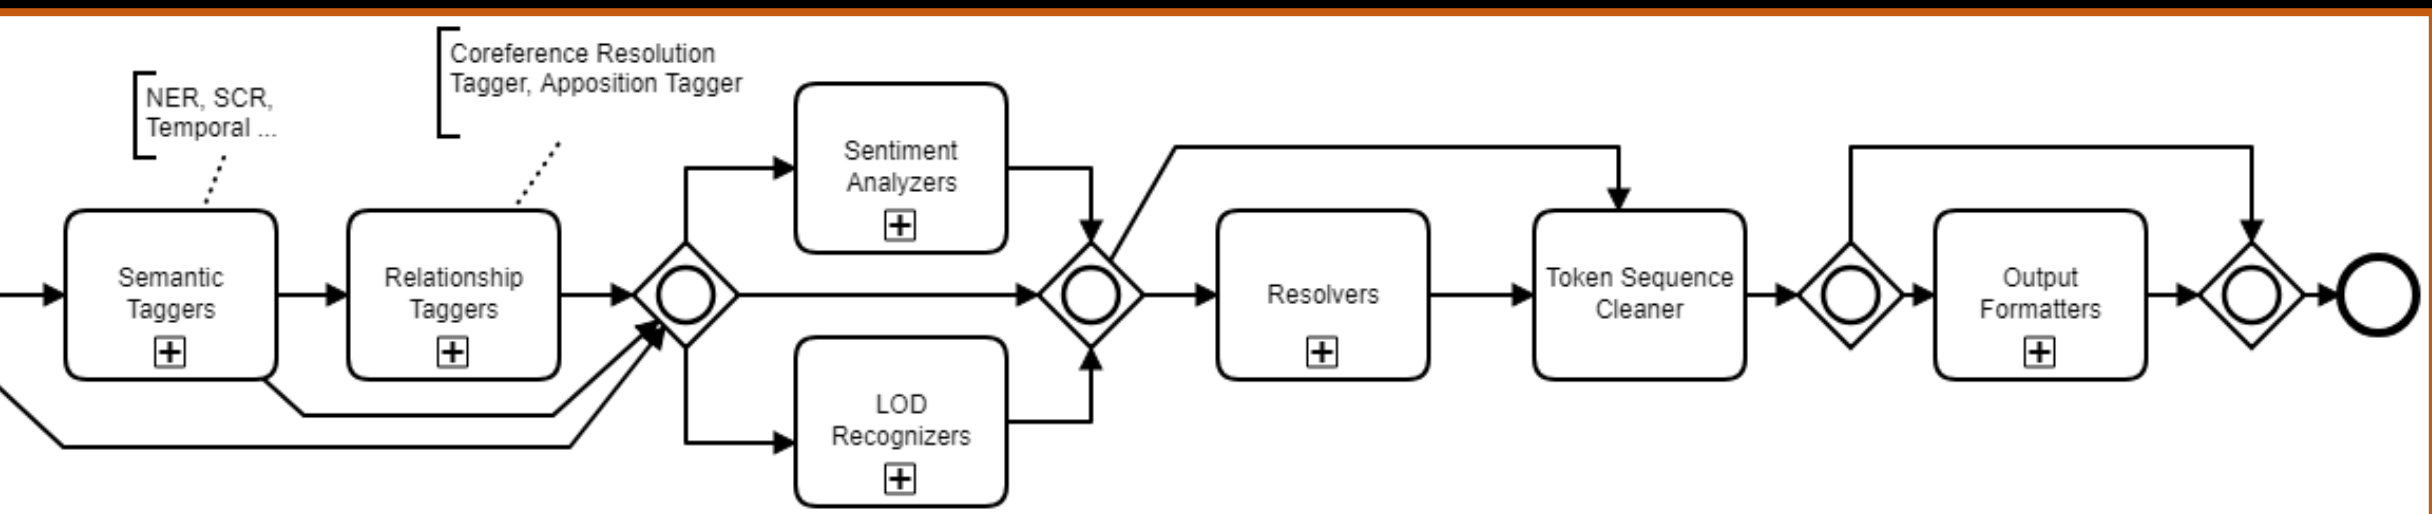 NER, SCR,
Temporal ...
Coreference Resolution
Tagger, Apposition Tagger
Semantic
Taggers
Relationship
Taggers
Sentiment
Analyzers
LOD
Recognizers
Resolvers
Token Sequence
Cleaner
Output
Formatters